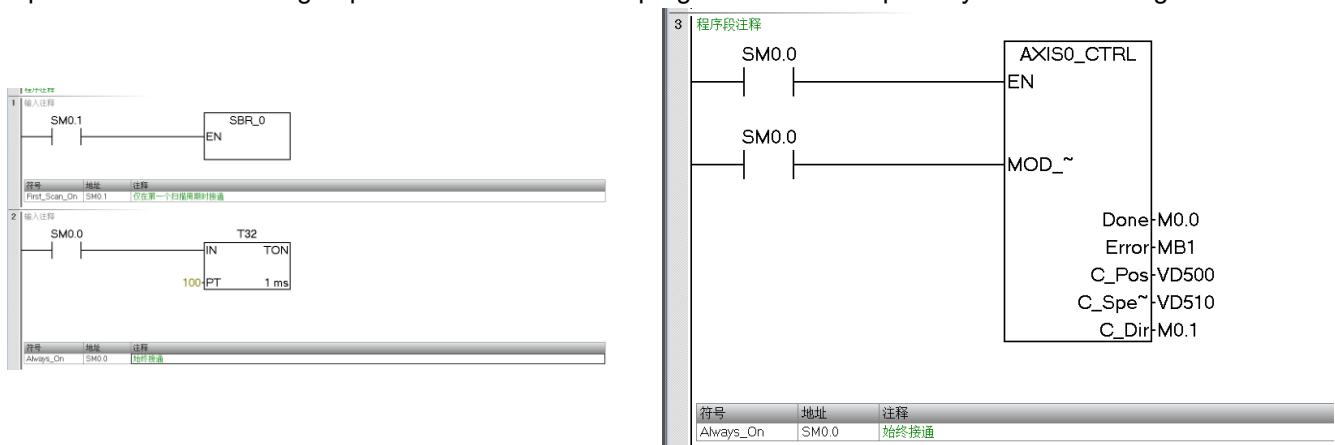 1 输入注释
SM0.1
SBR_0
EN
符号 地址 注释
First_Scan_On SM0.1 仅在第一个扫描周期时接通
2 输入注释
SM0.0
T32
IN TON
100 PT 1 ms
符号 地址 注释
Always_On SM0.0 始终接通
3 程序段注释
SM0.0
AXIS0_CTRL
EN
SM0.0
MOD_~
Done M0.0
Error MB1
C_Pos VD500
C_Spe~ VD510
C_Dir M0.1
符号 地址 注释
Always_On SM0.0 始终接通